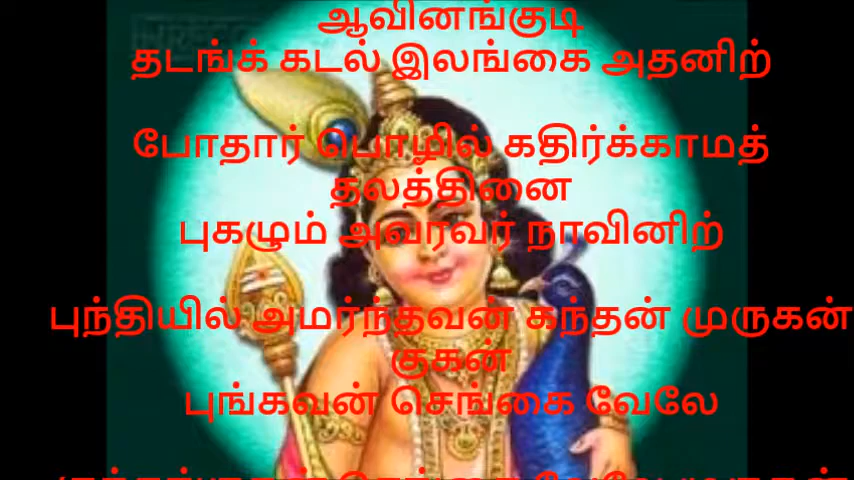 ஆவினங்குடி
தடங்க் கடல் இலங்கை அதனிற்
போதார் பொழில் கதிர்க்காமத்
தலத்தினை
புகழும் அவரவர் நாவினிற்
புந்தியில் அமர்ந்தவன் கந்தன் முருகன்
குகன்
புங்கவன் செங்கை வேலே